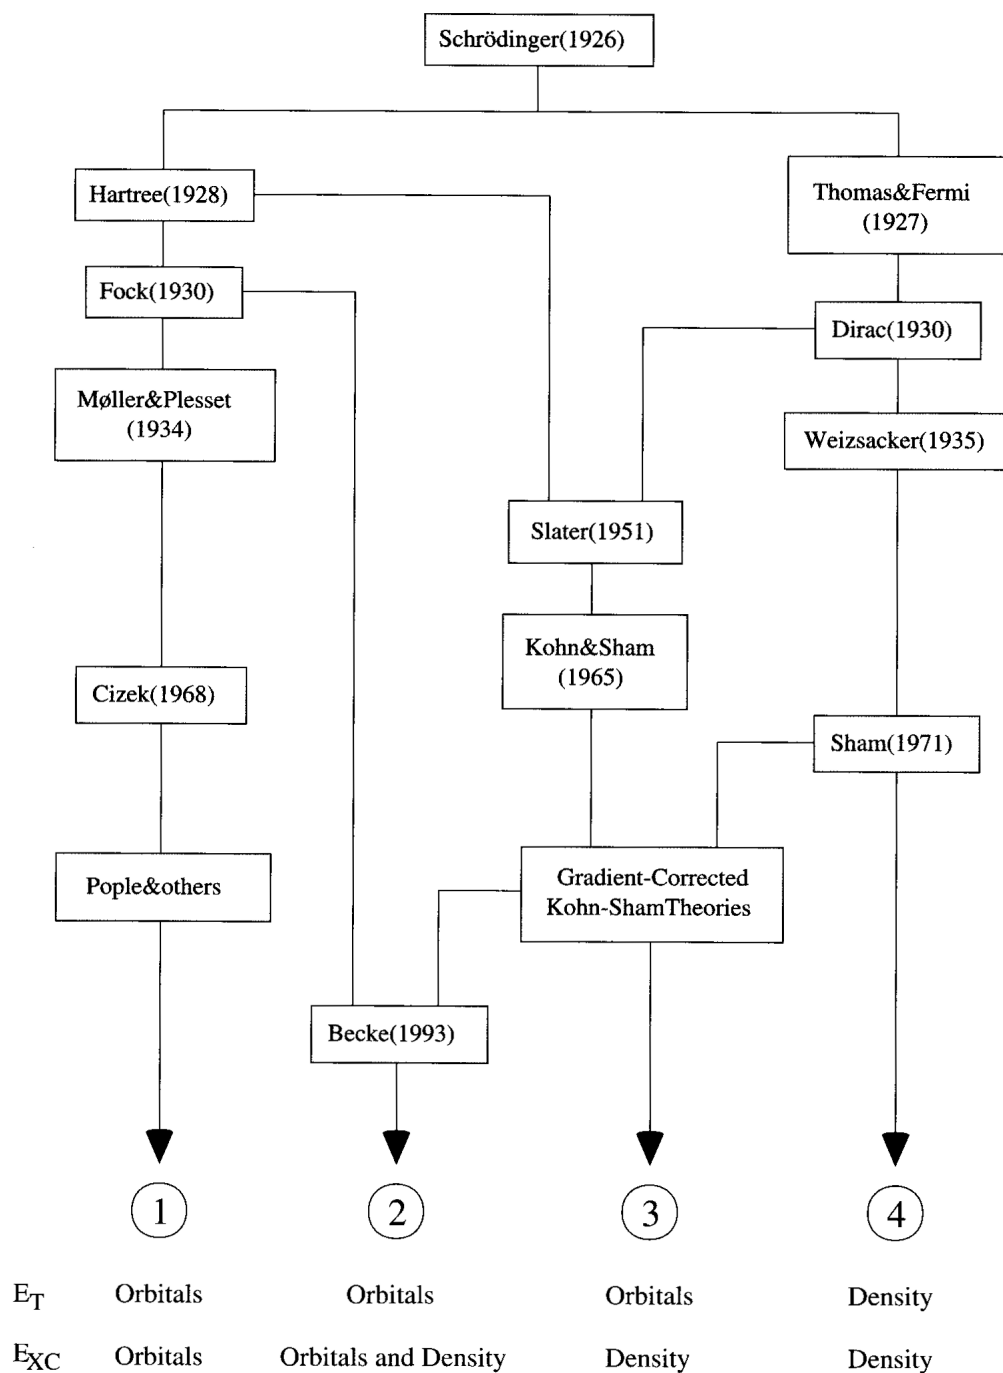 Schrödinger(1926)
Hartree(1928)
Thomas&Fermi
(1927)
Fock(1930)
Dirac(1930)
Møller&Plesset
(1934)
Weizsacker(1935)
Slater(1951)
Kohn&Sham
(1965)
Cizek(1968)
Sham(1971)
Pople&others
Gradient-Corrected
Kohn-ShamTheories
Becke(1993)
1 2 3 4
E_T Orbitals Orbitals Orbitals Density
E_XC Orbitals Orbitals and Density Density Density